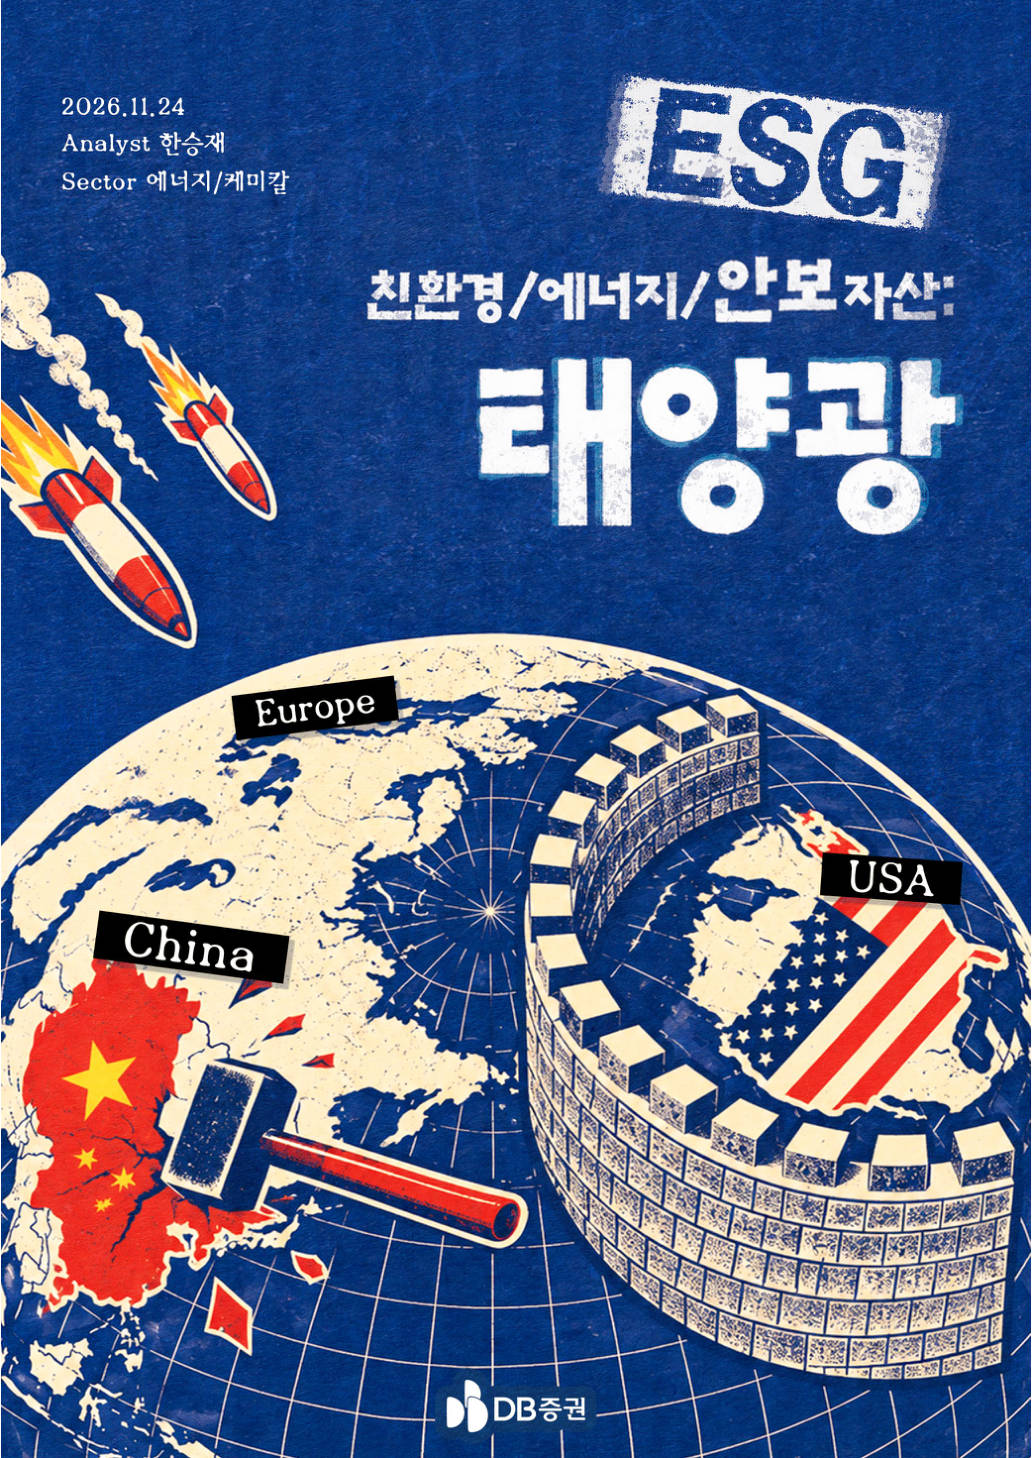 2026.11.24
Analyst 한승재
Sector 에너지/케미칼
ESG
친환경/에너지/안보자산:
태양광
Europe
USA
China
DB증권